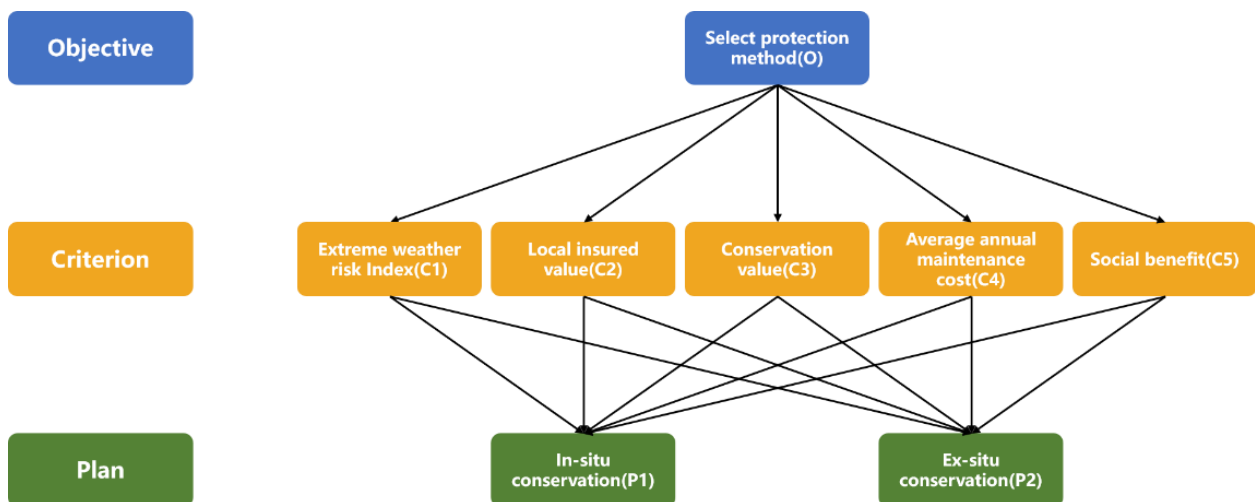 Objective
Select protection
method(O)
Criterion
Extreme weather
risk Index(C1)
Local insured
value(C2)
Conservation
value(C3)
Average annual
maintenance
cost(C4)
Social benefit(C5)
Plan
In-situ
conservation(P1)
Ex-situ
conservation(P2)